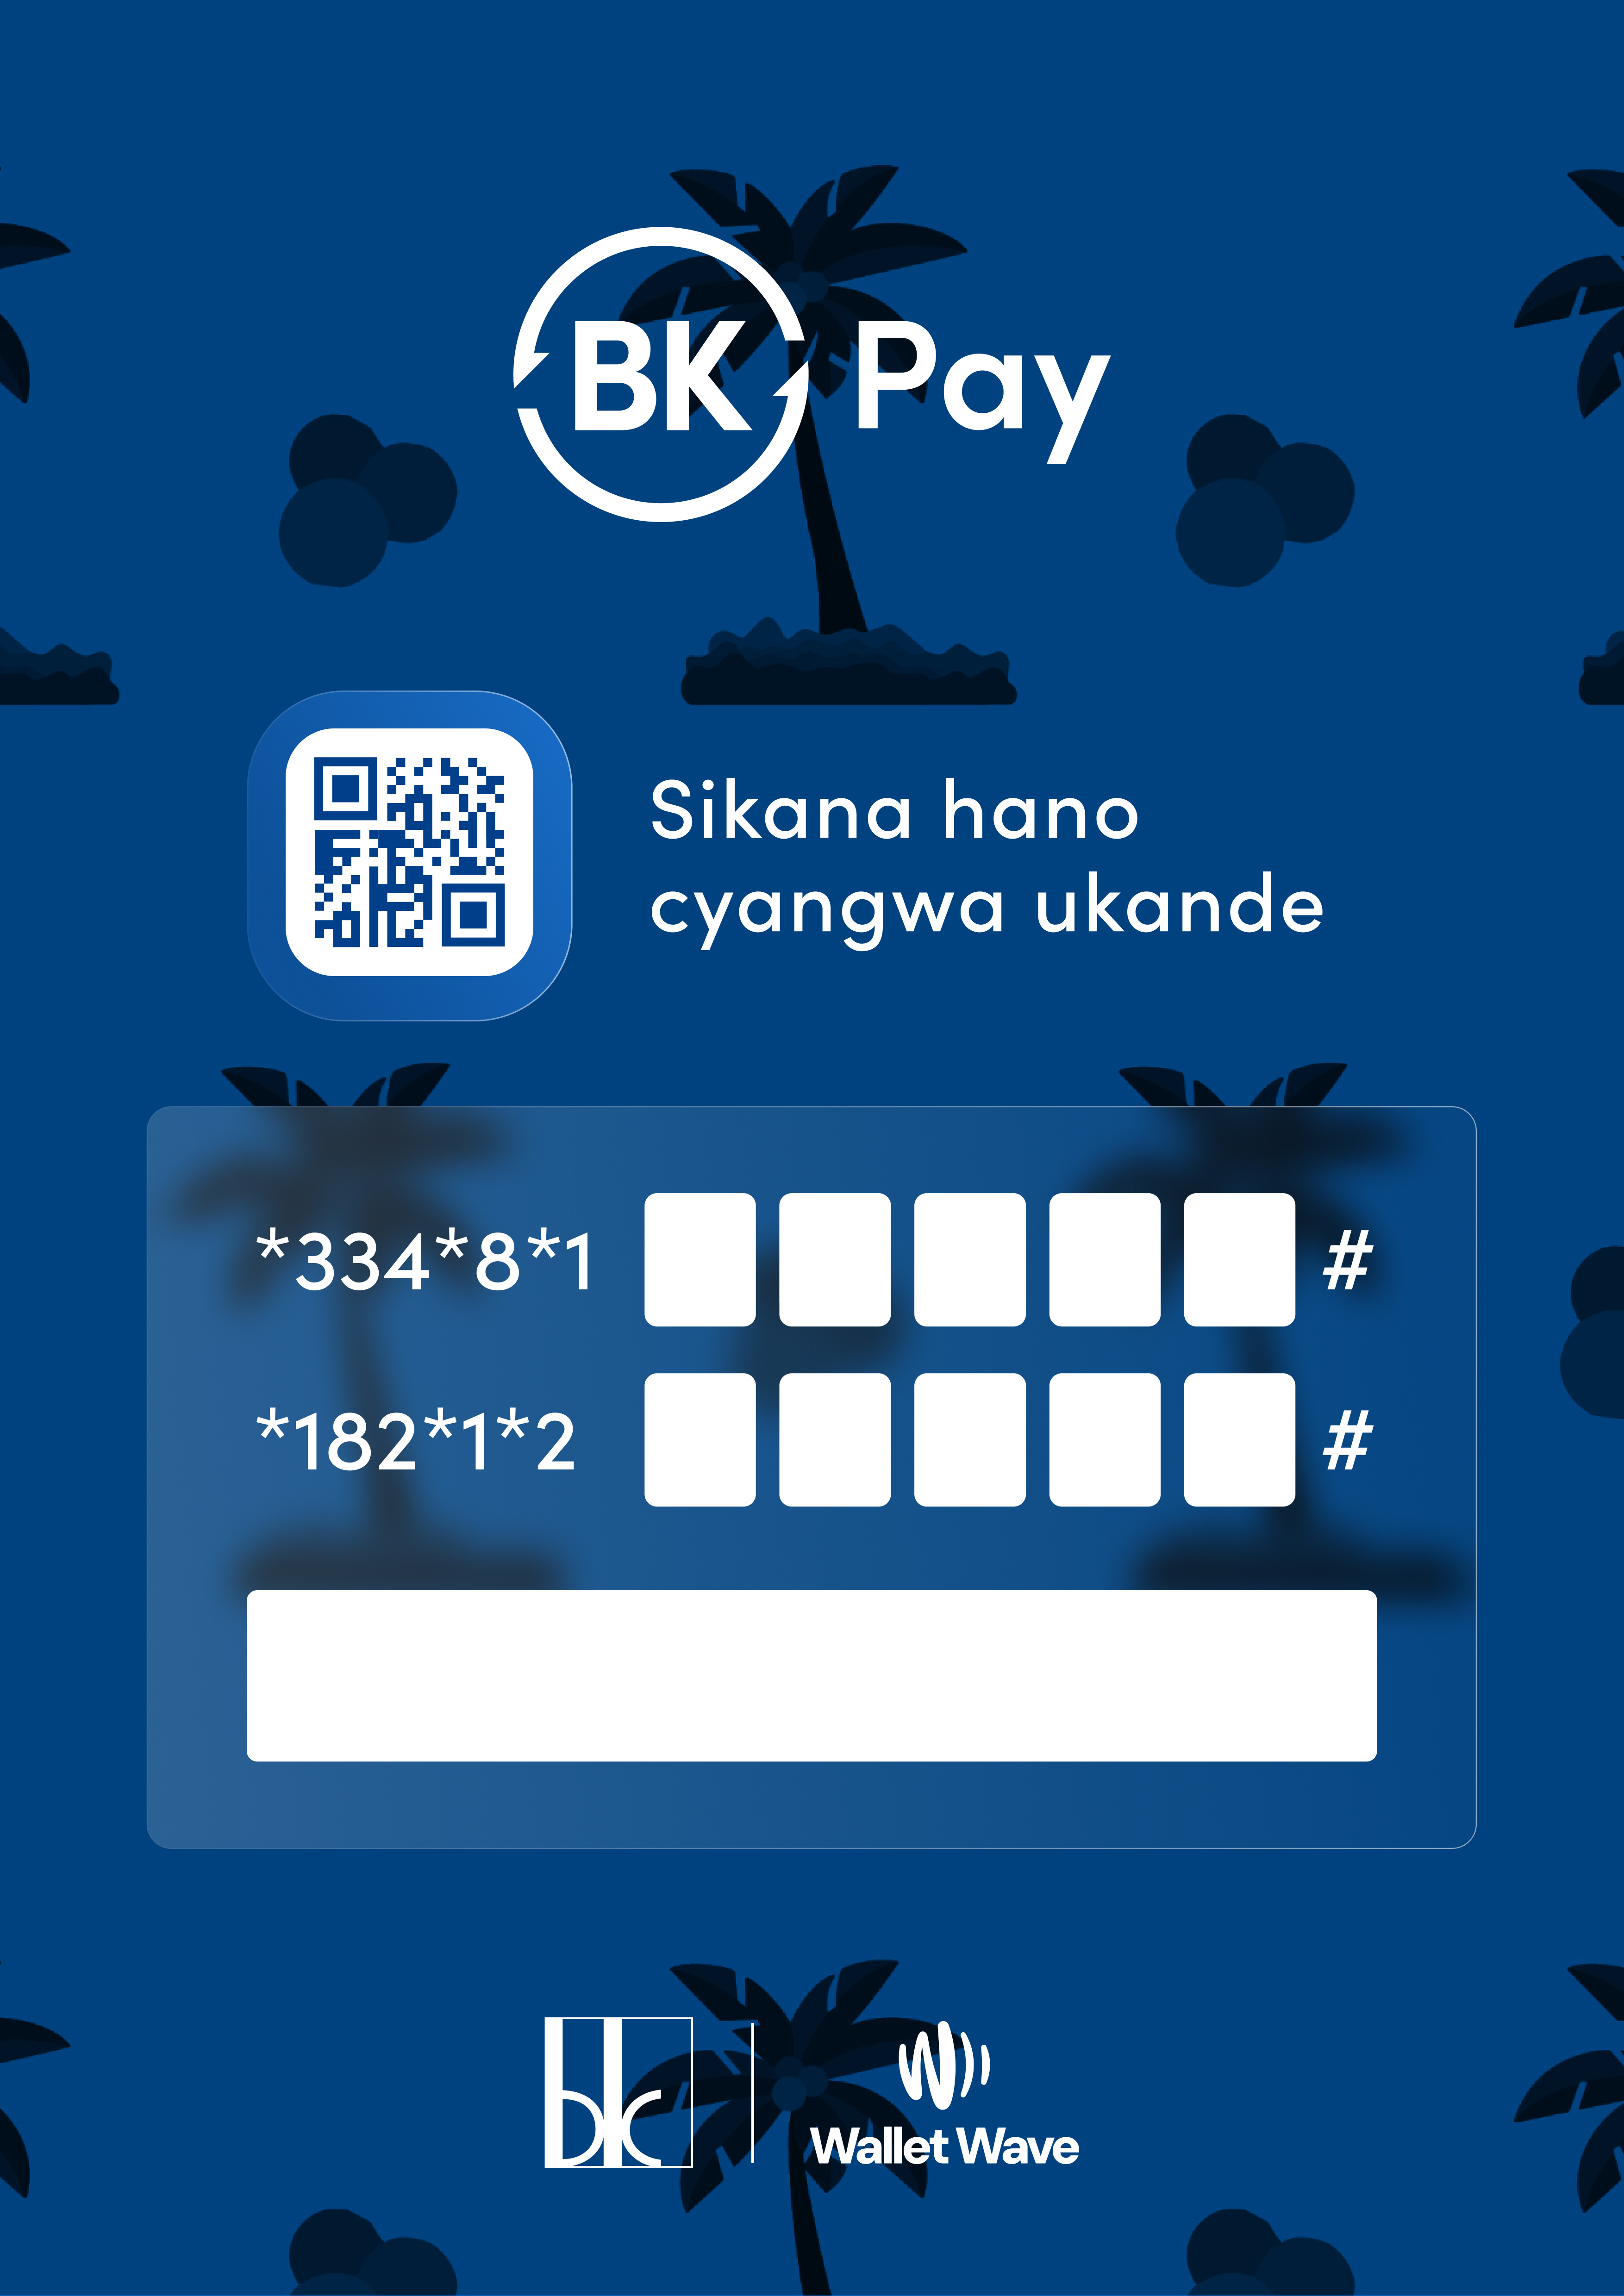 BK Pay
Sikana hano
cyangwa ukande
*334*8*1 #
*182*1*2 #
bk
Wallet Wave